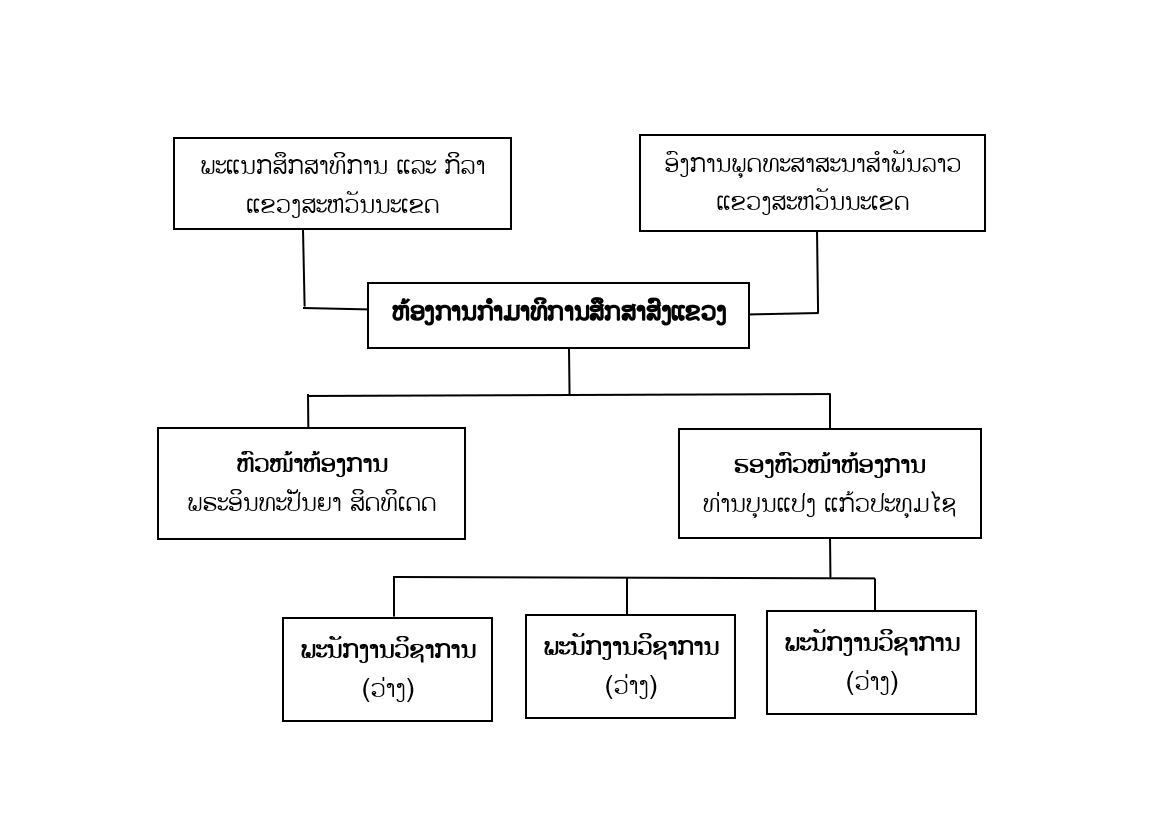 ພະແນກສຶກສາທິການ ແລະ ກິລາ
ແຂວງສະຫວັນນະເຂດ
ອົງການພຸດທະສາສະນາສຳພັນລາວ
ແຂວງສະຫວັນນະເຂດ
ຫ້ອງການກຳມາທິການສຶກສາສົງແຂວງ
ຫົວໜ້າຫ້ອງການ
ພຣະອິນທະປັນຍາ ສິດທິເດດ
ຮອງຫົວໜ້າຫ້ອງການ
ທ່ານບຸນແປງ ແກ້ວປະທຸມໄຊ
ພະນັກງານວິຊາການ
(ວ່າງ)
ພະນັກງານວິຊາການ
(ວ່າງ)
ພະນັກງານວິຊາການ
(ວ່າງ)